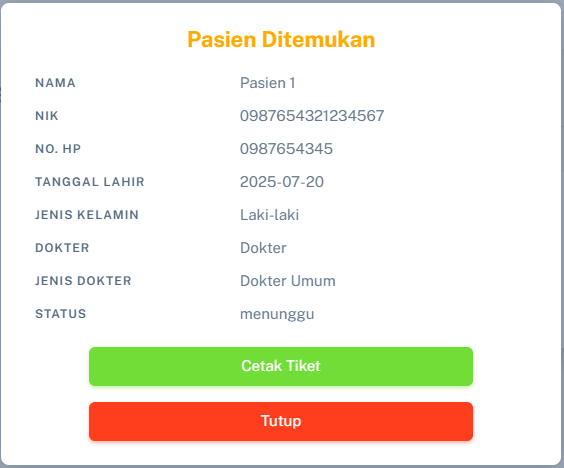 Pasien Ditemukan
NAMA Pasien 1
NIK 0987654321234567
NO. HP 0987654345
TANGGAL LAHIR 2025-07-20
JENIS KELAMIN Laki-laki
DOKTER Dokter
JENIS DOKTER Dokter Umum
STATUS menunggu
Cetak Tiket
Tutup